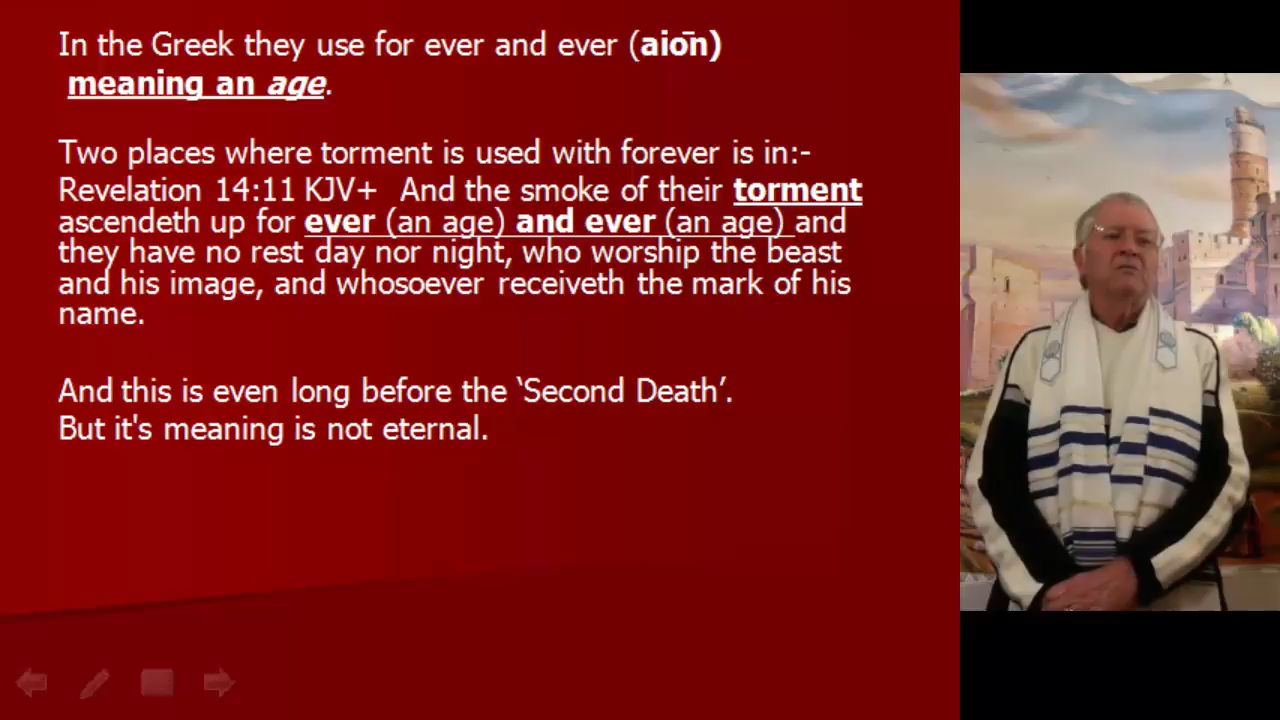 In the Greek they use for ever and ever (aiōn)
meaning an age.
Two places where torment is used with forever is in:-
Revelation 14:11 KJV+ And the smoke of their torment
ascendeth up for ever (an age) and ever (an age) and
they have no rest day nor night, who worship the beast
and his image, and whosoever receiveth the mark of his
name.
And this is even long before the ‘Second Death’.
But it's meaning is not eternal.